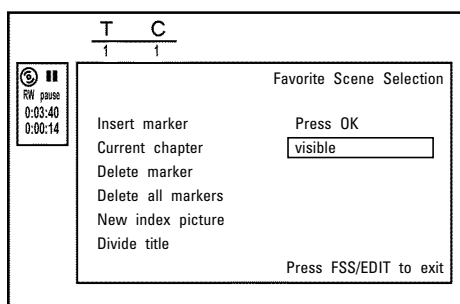 T C
1 1
RW pause
0:03:40
0:00:14
Favorite Scene Selection
Insert marker Press OK
Current chapter visible
Delete marker
Delete all markers
New index picture
Divide title
Press FSS/EDIT to exit